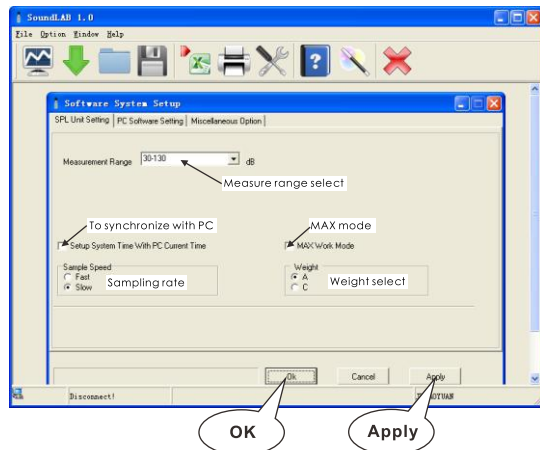 SoundLAB 1.0
File Option Window Help
Software System Setup
SPL Unit Setting PC Software Setting Miscellaneous Option
Measurement Range 30-130 dB
Measure range select
To synchronize with PC MAX mode
Setup System Time With PC Current Time MAX Work Mode
Sample Speed Weight
Fast A
Sampling rate Weight select
Slow C
Ok Cancel Apply
Disconnect!
OK Apply